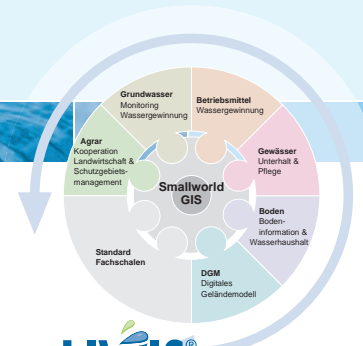 Grundwasser
Monitoring
Wassergewinnung
Betriebsmittel
Wassergewinnung
Agrar
Kooperation
Landwirtschaft &
Schutzgebiets-
management
Gewässer
Unterhalt &
Pflege
Smallworld
GIS
Boden
Boden-
information &
Wasserhaushalt
Standard
Fachschalen
DGM
Digitales
Geländemodell